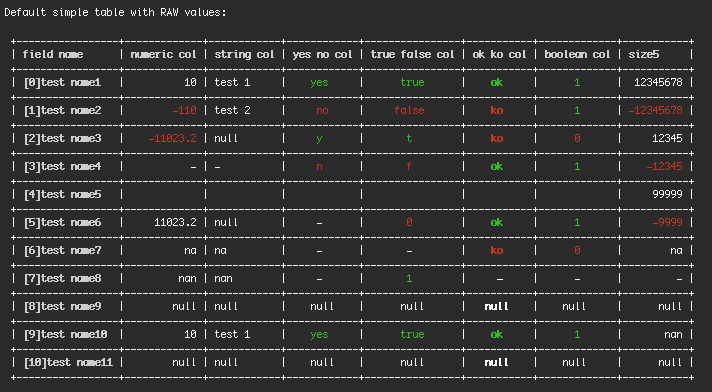 Default simple table with RAW values:
| field name | numeric col | string col | yes no col | true false col | ok ko col | boolean col | size5 |
| [0]test name1 | 10 | test 1 | yes | true | ok | 1 | 12345678 |
| [1]test name2 | -110 | test 2 | no | false | ko | 1 | -12345678 |
| [2]test name3 | -11023.2 | null | y | t | ko | 0 | 12345 |
| [3]test name4 | - | - | n | f | ok | 1 | -12345 |
| [4]test name5 | | | | | | | 99999 |
| [5]test name6 | 11023.2 | null | - | 0 | ok | 1 | -9999 |
| [6]test name7 | na | na | - | - | ko | 0 | na |
| [7]test name8 | nan | nan | - | 1 | - | - | - |
| [8]test name9 | null | null | null | null | null | null | null |
| [9]test name10 | 10 | test 1 | yes | true | ok | 1 | nan |
| [10]test name11 | null | null | null | null | null | null | null |